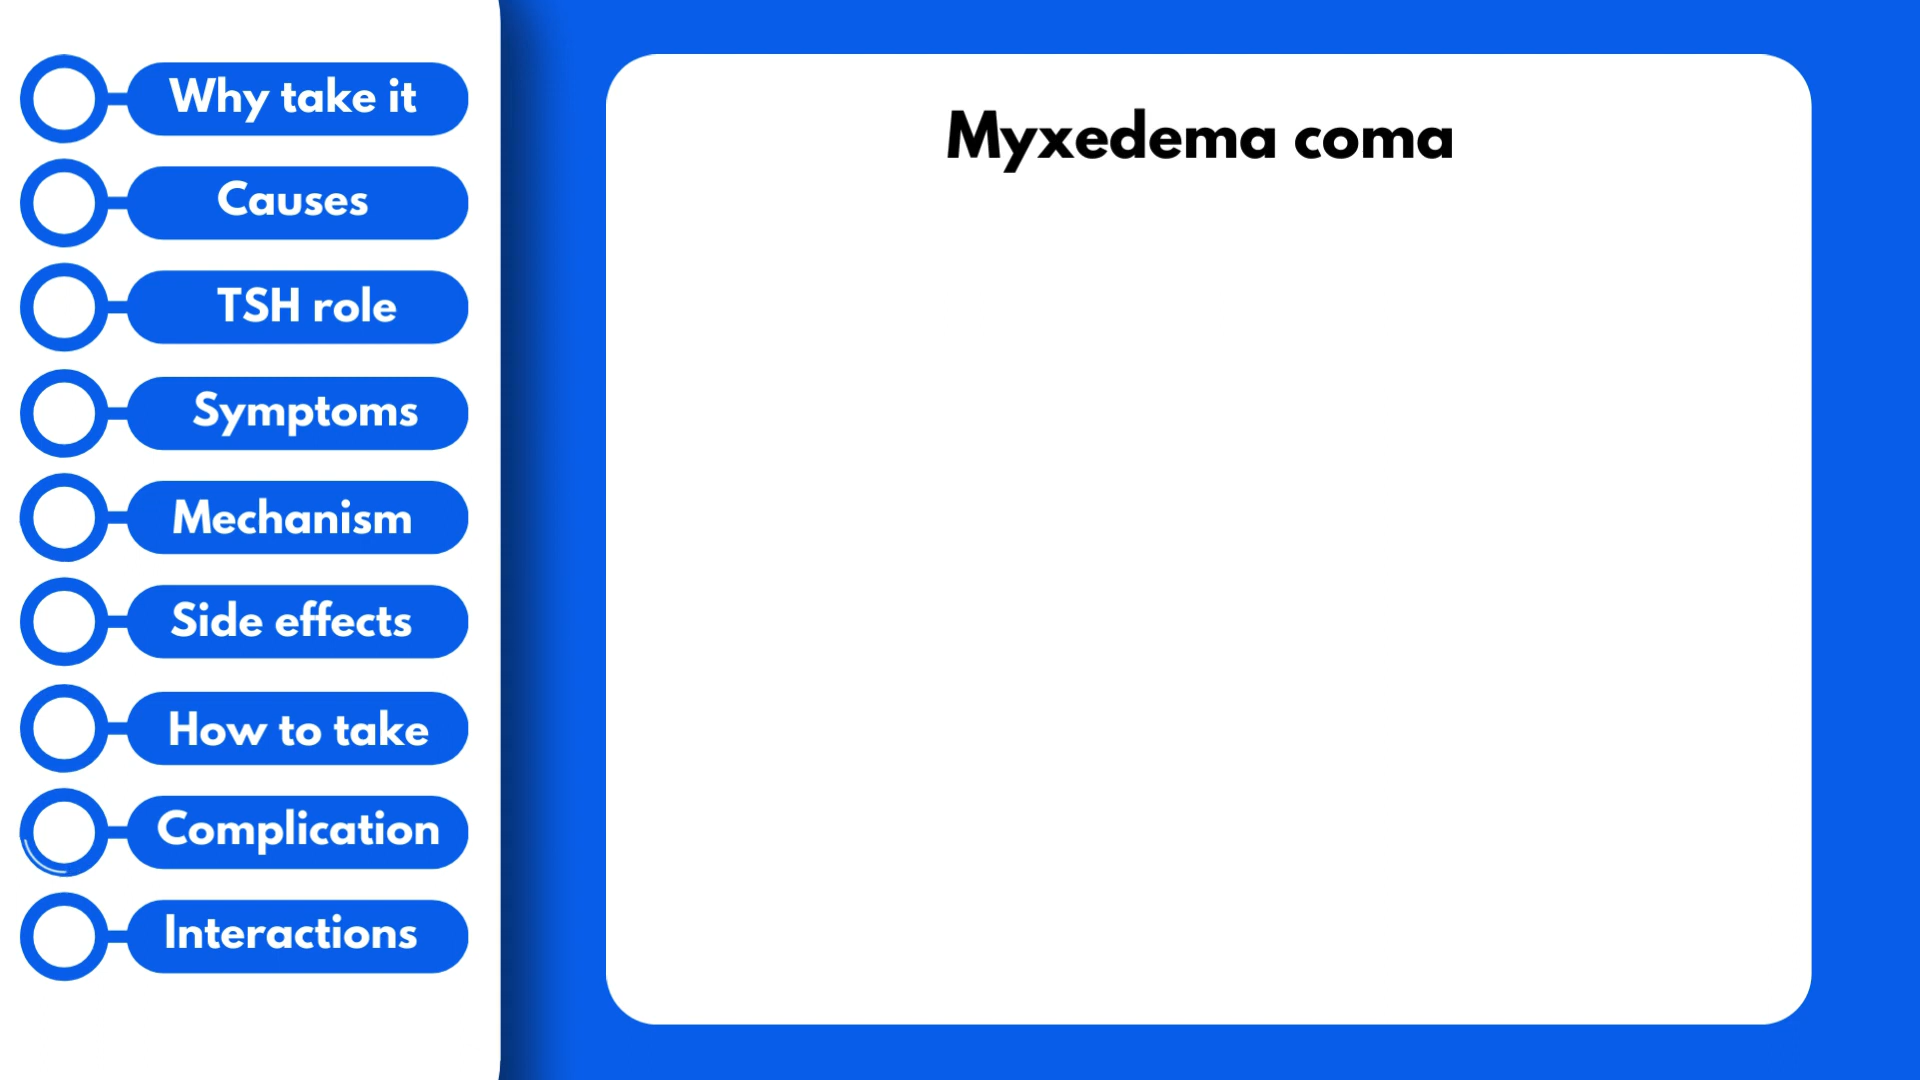 Why take it
Causes
TSH role
Symptoms
Mechanism
Side effects
How to take
Complication
Interactions
Myxedema coma